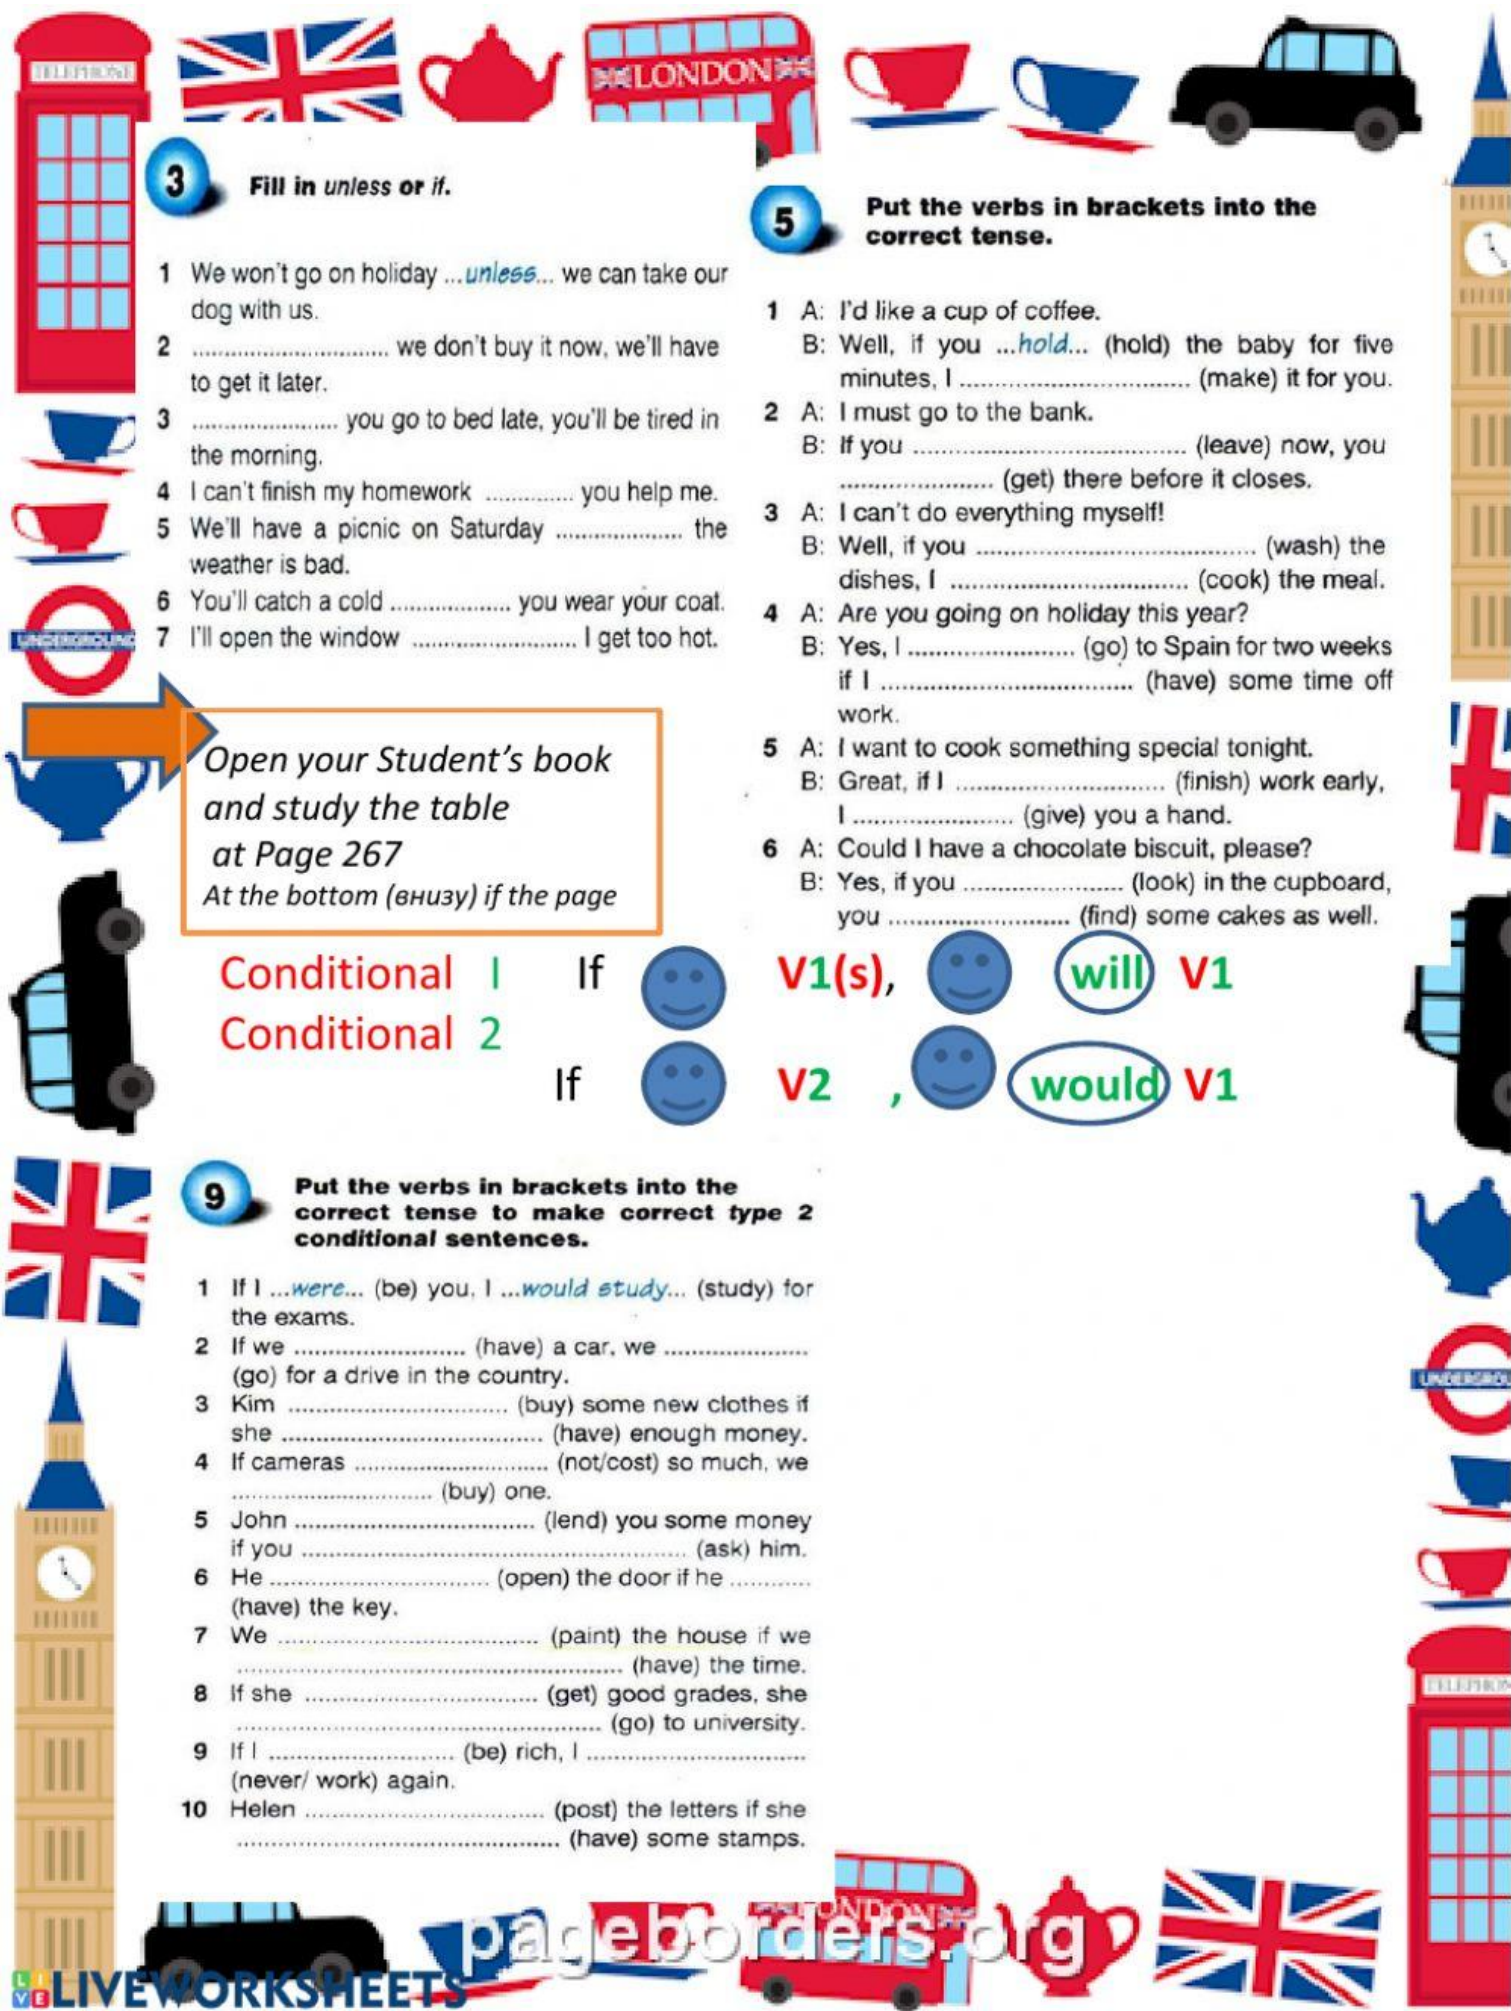 TELEPHONE
LONDON
3 Fill in unless or if.
1 We won't go on holiday ...unless... we can take our
dog with us.
2 .............................. we don't buy it now, we'll have
to get it later.
3 ...................... you go to bed late, you'll be tired in
the morning.
4 I can't finish my homework ............. you help me.
5 We'll have a picnic on Saturday ................... the
weather is bad.
6 You'll catch a cold .................. you wear your coat.
7 I'll open the window ......................... I get too hot.
UNDERGROUND
Open your Student's book
and study the table
at Page 267
At the bottom (внизу) if the page
5 Put the verbs in brackets into the
correct tense.
1 A: I'd like a cup of coffee.
B: Well, if you ...hold... (hold) the baby for five
minutes, I .................................. (make) it for you.
2 A: I must go to the bank.
B: If you ........................................ (leave) now, you
...................... (get) there before it closes.
3 A: I can't do everything myself!
B: Well, if you ......................................... (wash) the
dishes, I ................................... (cook) the meal.
4 A: Are you going on holiday this year?
B: Yes, I ........................ (go) to Spain for two weeks
if I ..................................... (have) some time off
work.
5 A: I want to cook something special tonight.
B: Great, if I .............................. (finish) work early,
I ....................... (give) you a hand.
6 A: Could I have a chocolate biscuit, please?
B: Yes, if you ....................... (look) in the cupboard,
you .......................... (find) some cakes as well.
Conditional 1 If V1(s), will V1
Conditional 2
If V2 , would V1
9 Put the verbs in brackets into the
correct tense to make correct type 2
conditional sentences.
1 If I ...were... (be) you, I ...would study... (study) for
the exams.
2 If we ......................... (have) a car, we .....................
(go) for a drive in the country.
3 Kim ................................ (buy) some new clothes if
she ...................................... (have) enough money.
4 If cameras ............................ (not/cost) so much, we
............................. (buy) one.
5 John ................................... (lend) you some money
if you ........................................................ (ask) him.
6 He ................................ (open) the door if he ............
(have) the key.
7 We ...................................... (paint) the house if we
........................................................ (have) the time.
8 If she .................................. (get) good grades, she
..................................................... (go) to university.
9 If I ........................... (be) rich, I ................................
(never/ work) again.
10 Helen ................................... (post) the letters if she
............................................... (have) some stamps.
UNDERGROU
TELEPHON
LONDON
pageborders.org
LIVE LIVEWORKSHEETS